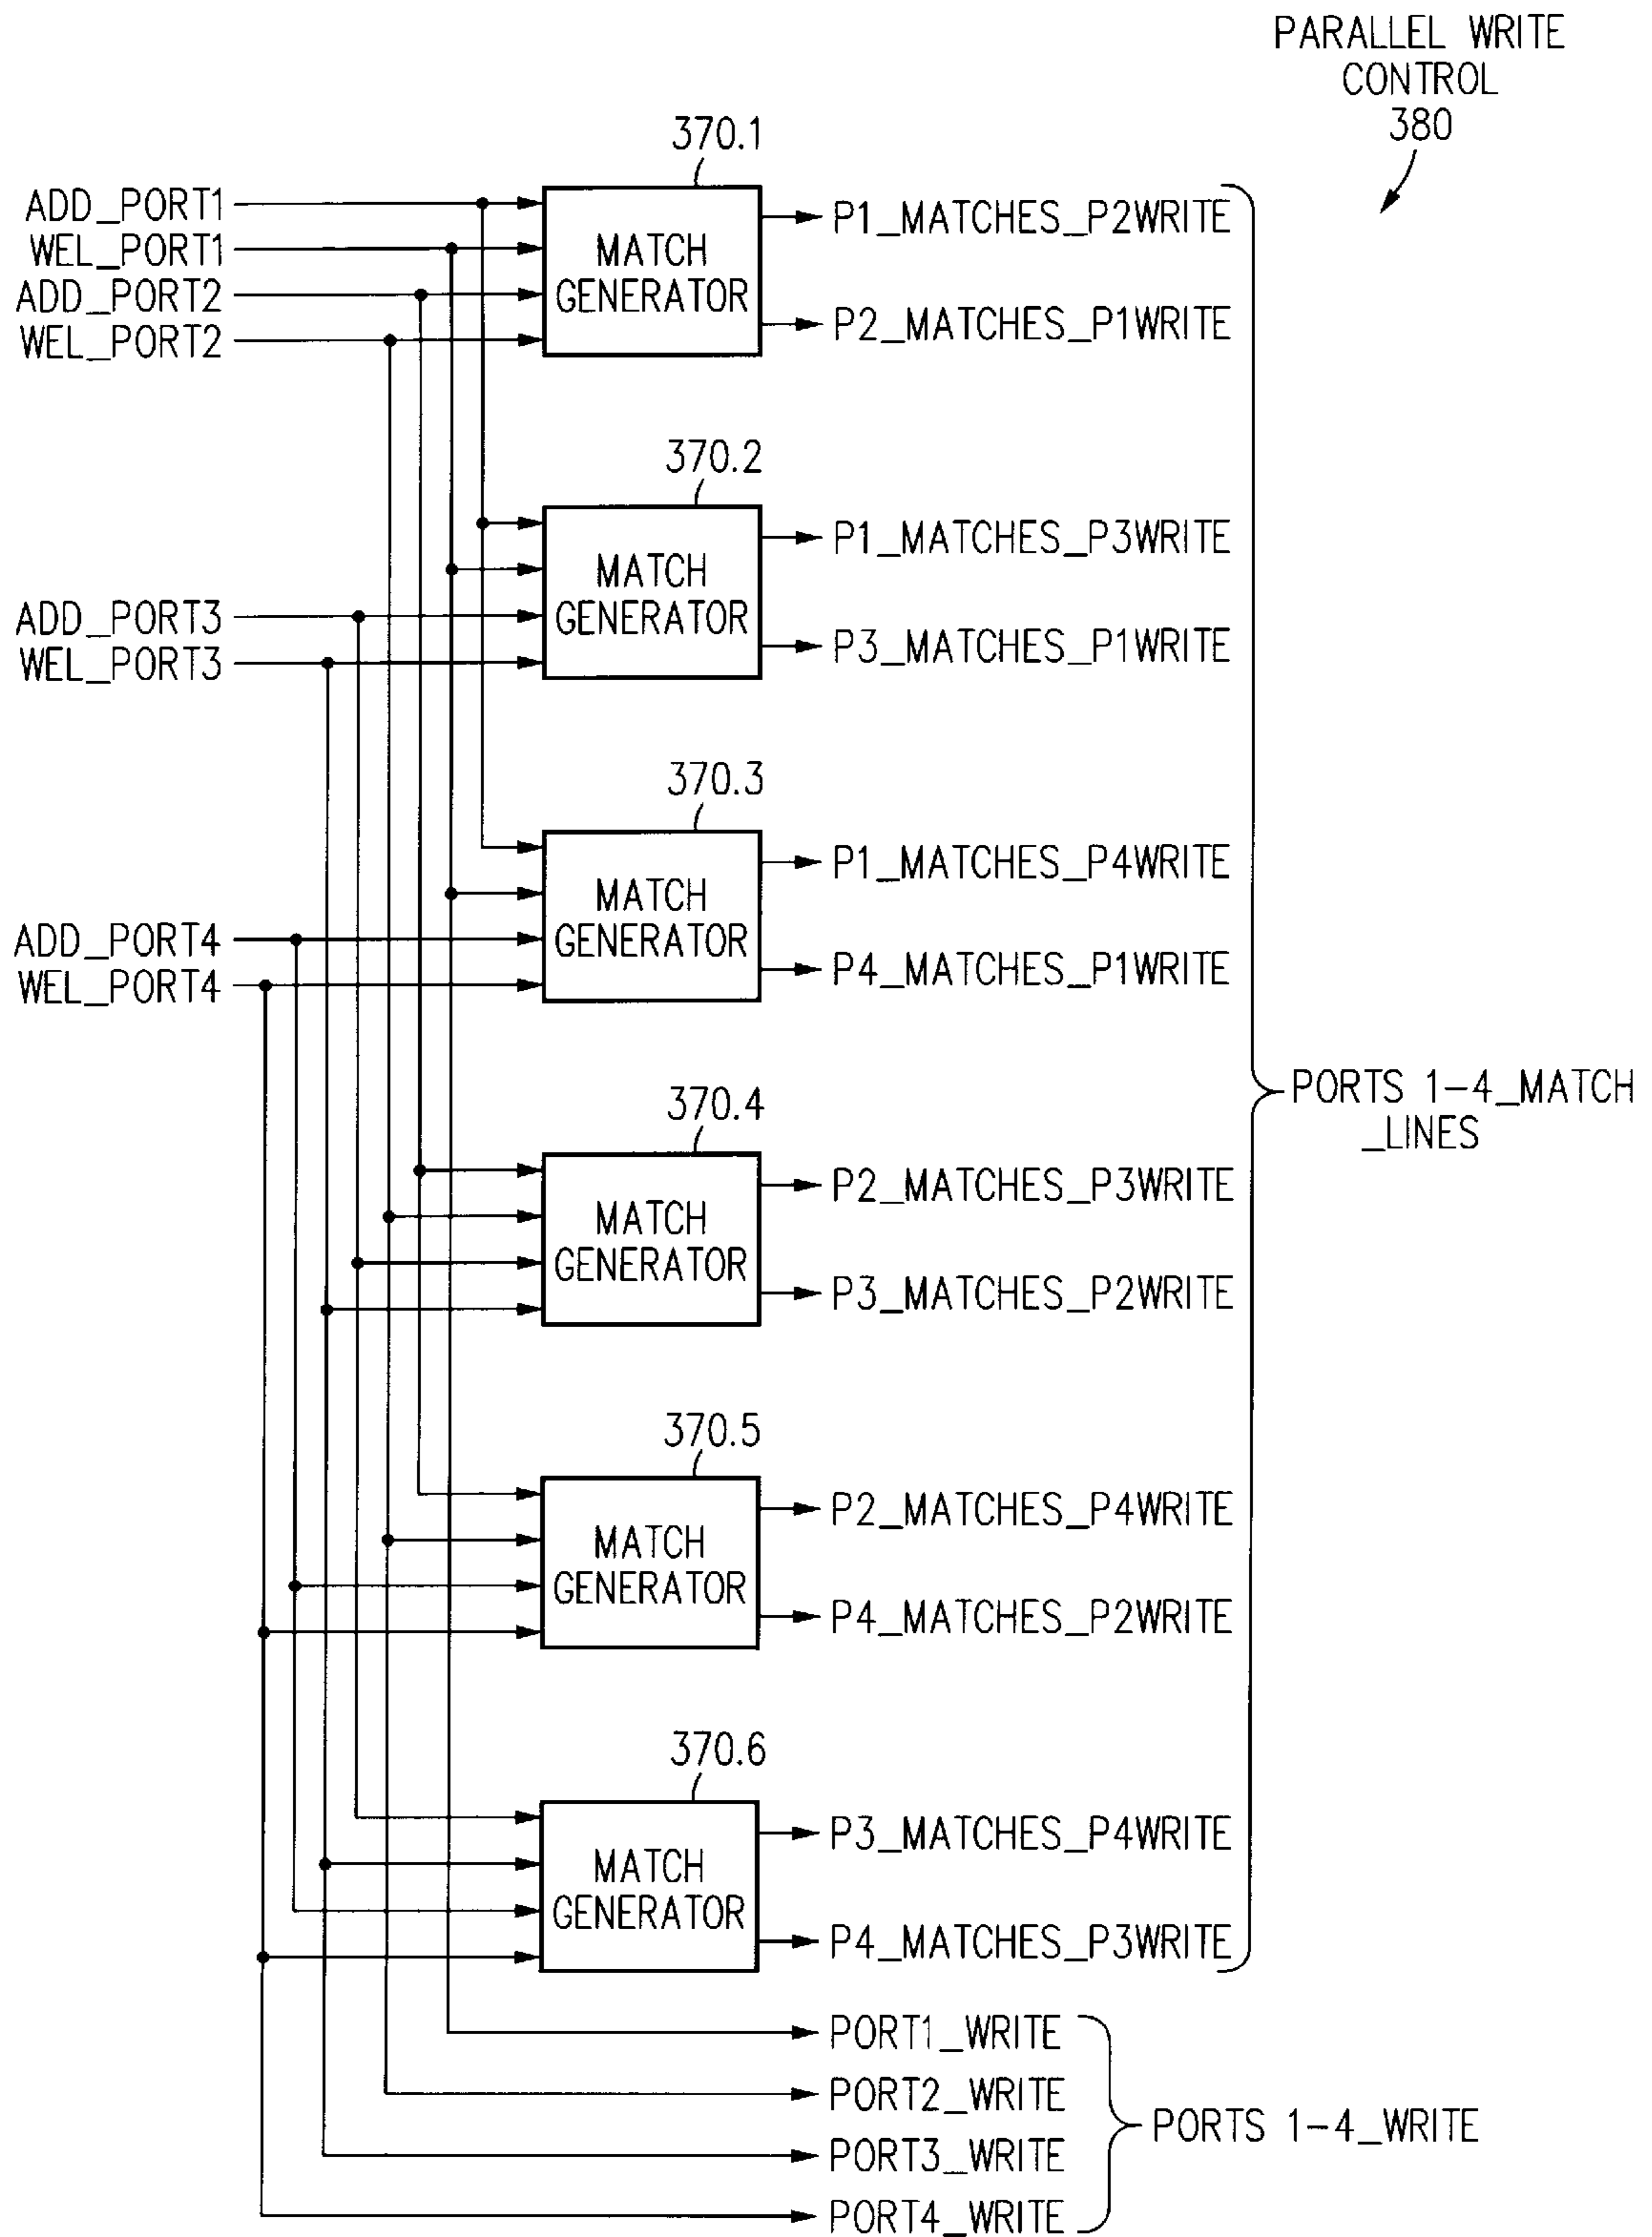 PARALLEL WRITE
CONTROL
380
370.1
ADD_PORT1
WEL_PORT1
ADD_PORT2
WEL_PORT2
MATCH
GENERATOR
P1_MATCHES_P2WRITE
P2_MATCHES_P1WRITE
370.2
ADD_PORT3
WEL_PORT3
MATCH
GENERATOR
P1_MATCHES_P3WRITE
P3_MATCHES_P1WRITE
370.3
ADD_PORT4
WEL_PORT4
MATCH
GENERATOR
P1_MATCHES_P4WRITE
P4_MATCHES_P1WRITE
PORTS 1-4_MATCH
_LINES
370.4
MATCH
GENERATOR
P2_MATCHES_P3WRITE
P3_MATCHES_P2WRITE
370.5
MATCH
GENERATOR
P2_MATCHES_P4WRITE
P4_MATCHES_P2WRITE
370.6
MATCH
GENERATOR
P3_MATCHES_P4WRITE
P4_MATCHES_P3WRITE
PORT1_WRITE
PORT2_WRITE
PORT3_WRITE
PORT4_WRITE
PORTS 1-4_WRITE